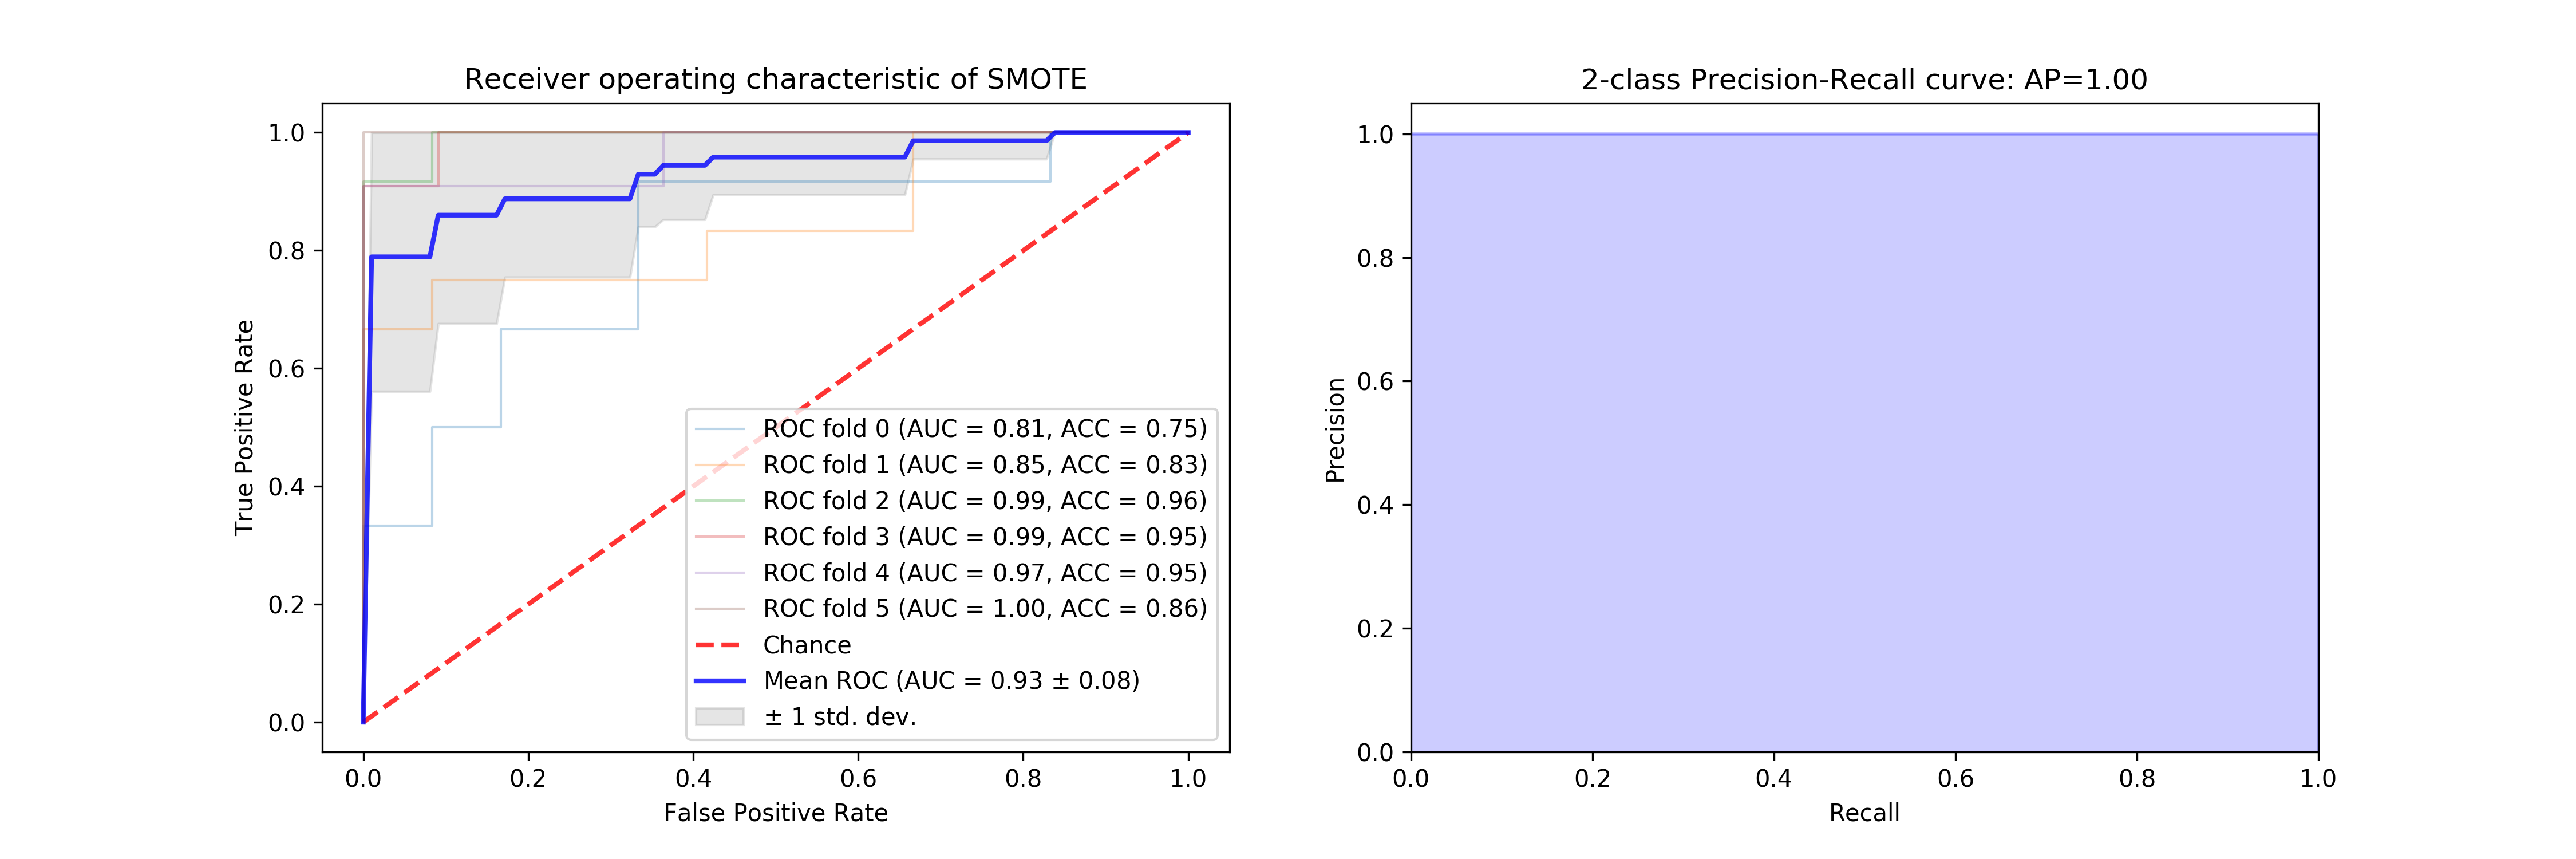 Receiver operating characteristic of SMOTE
1.0
0.8
0.6
0.4
0.2
0.0
True Positive Rate
0.0 0.2 0.4 0.6 0.8 1.0
False Positive Rate
ROC fold 0 (AUC = 0.81, ACC = 0.75)
ROC fold 1 (AUC = 0.85, ACC = 0.83)
ROC fold 2 (AUC = 0.99, ACC = 0.96)
ROC fold 3 (AUC = 0.99, ACC = 0.95)
ROC fold 4 (AUC = 0.97, ACC = 0.95)
ROC fold 5 (AUC = 1.00, ACC = 0.86)
Chance
Mean ROC (AUC = 0.93 ± 0.08)
± 1 std. dev.
2-class Precision-Recall curve: AP=1.00
1.0
0.8
0.6
0.4
0.2
0.0
Precision
0.0 0.2 0.4 0.6 0.8 1.0
Recall